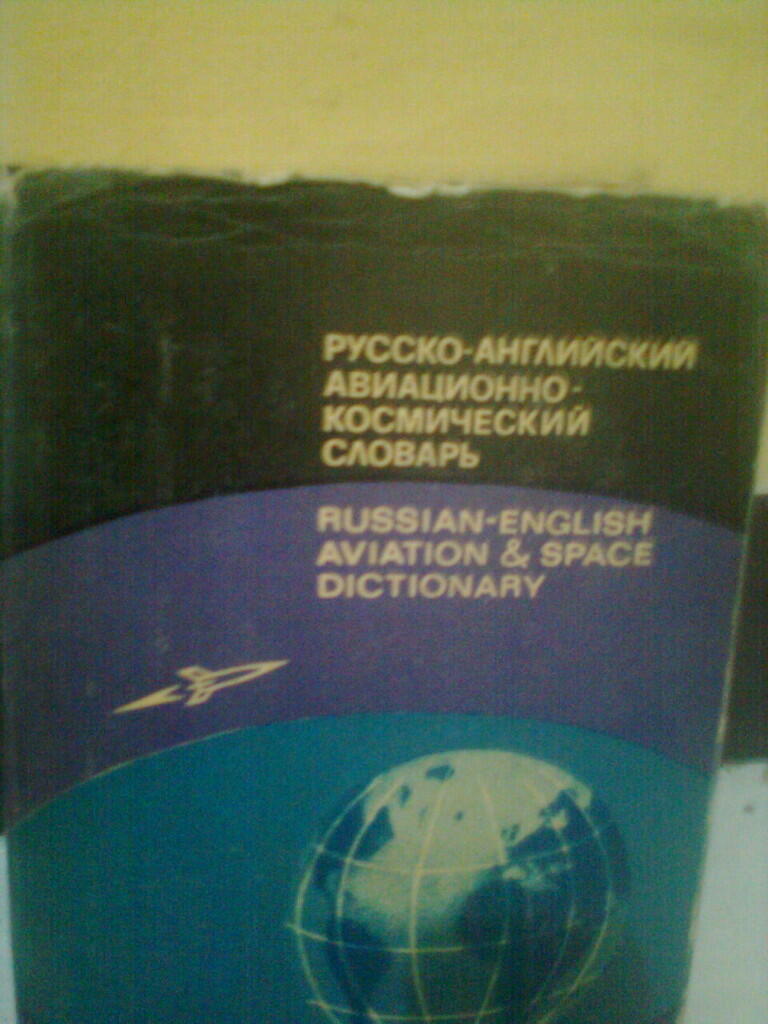 РУССКО-АНГЛИЙСКИЙ
АВИАЦИОННО-
КОСМИЧЕСКИЙ
СЛОВАРЬ
RUSSIAN-ENGLISH
AVIATION & SPACE
DICTIONARY